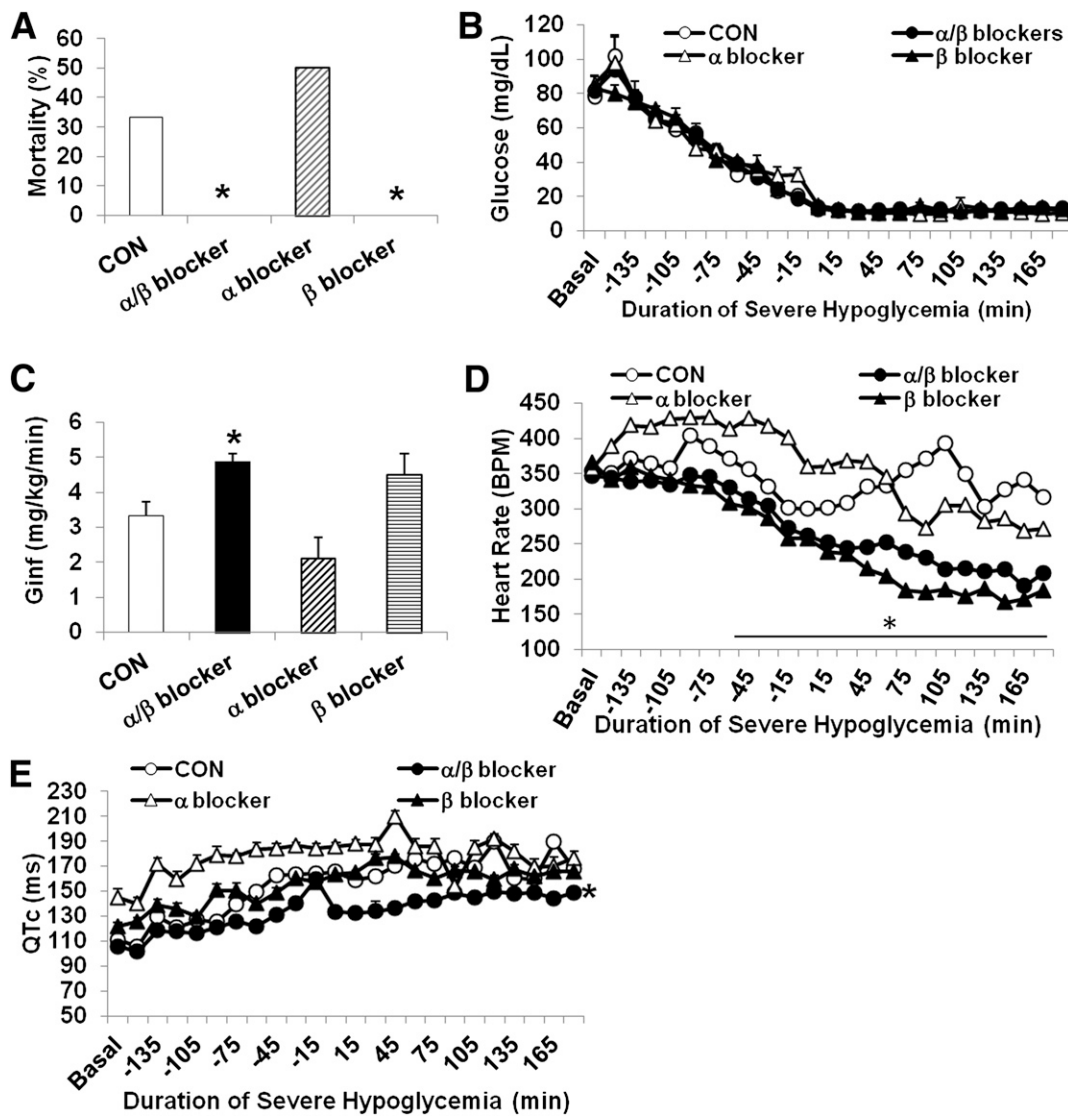 A
Mortality (%)
60
50
40
30
20
10
0
*
*
CON
α/β blocker
α blocker
β blocker
B
CON
α/β blockers
α blocker
β blocker
Glucose (mg/dL)
120
100
80
60
40
20
0
Basal
-135
-105
-75
-45
-15
15
45
75
105
135
165
Duration of Severe Hypoglycemia (min)
C
Ginf (mg/kg/min)
6
5
4
3
2
1
0
*
CON
α/β blocker
α blocker
β blocker
D
CON
α/β blocker
α blocker
β blocker
Heart Rate (BPM)
450
400
350
300
250
200
150
100
*
Basal
-135
-105
-75
-45
-15
15
45
75
105
135
165
Duration of Severe Hypoglycemia (min)
E
CON
α/β blocker
α blocker
β blocker
QTc (ms)
230
210
190
170
150
130
110
90
70
50
*
Basal
-135
-105
-75
-45
-15
15
45
75
105
135
165
Duration of Severe Hypoglycemia (min)